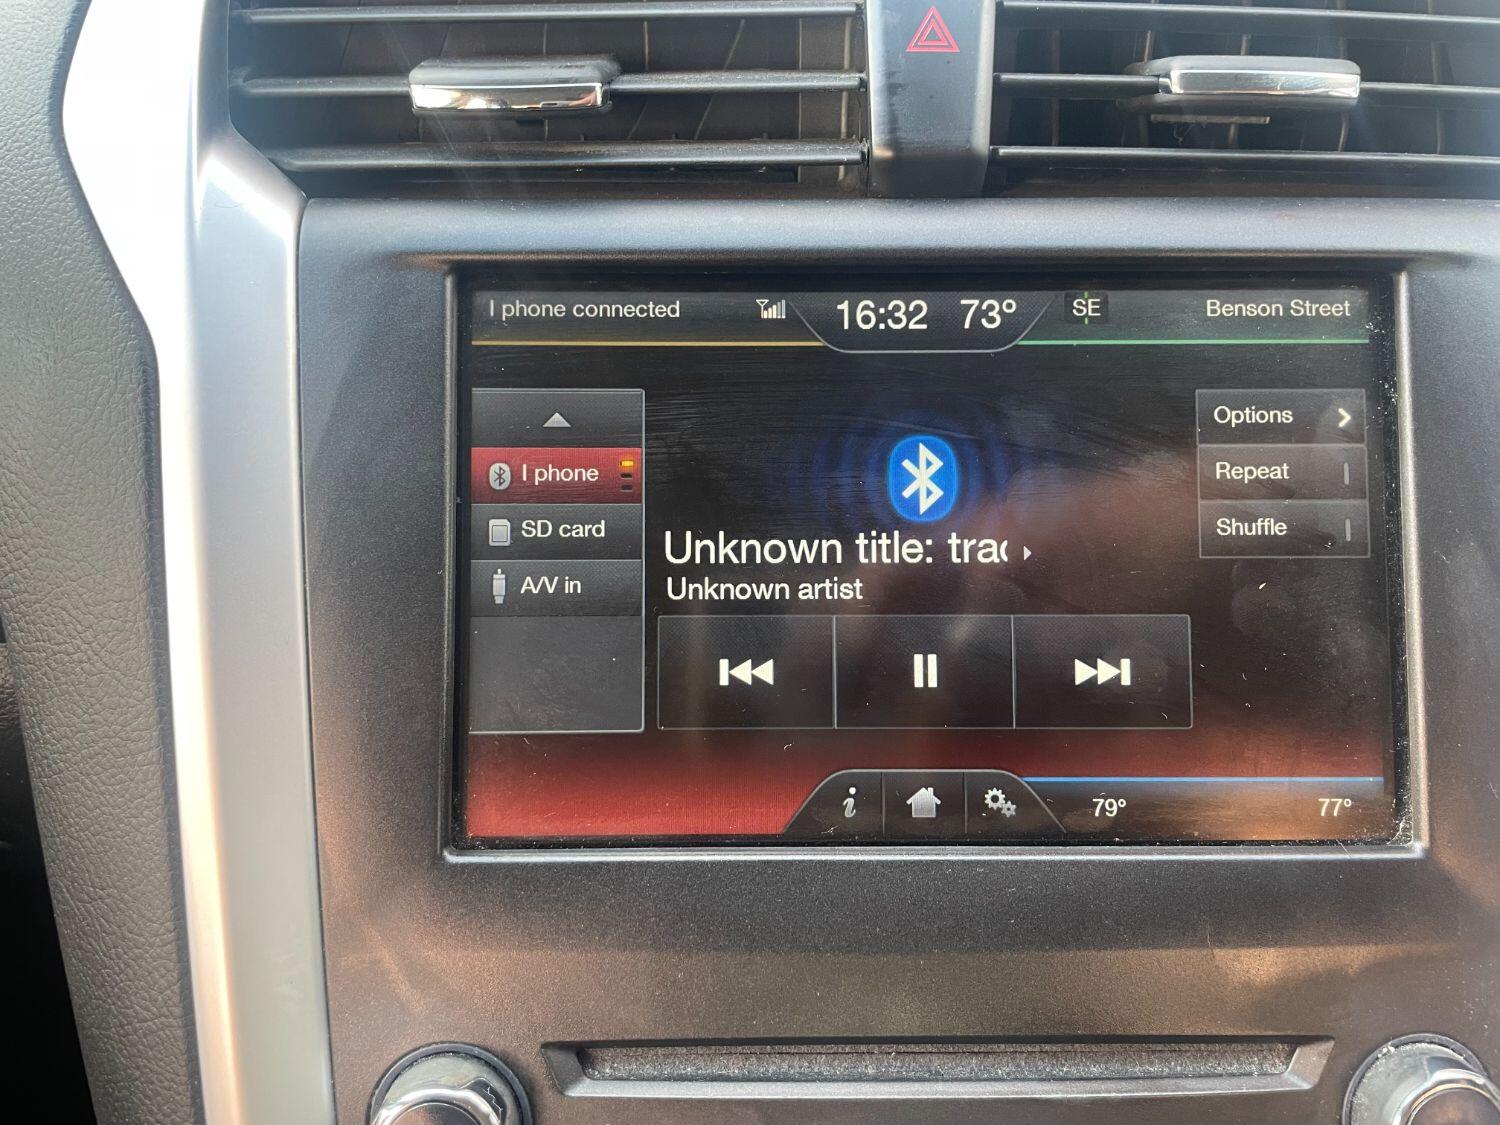 I phone connected
16:32 73°
SE
Benson Street
I phone
SD card
A/V in
Unknown title: trac
Unknown artist
Options
Repeat
Shuffle
i
79°
77°